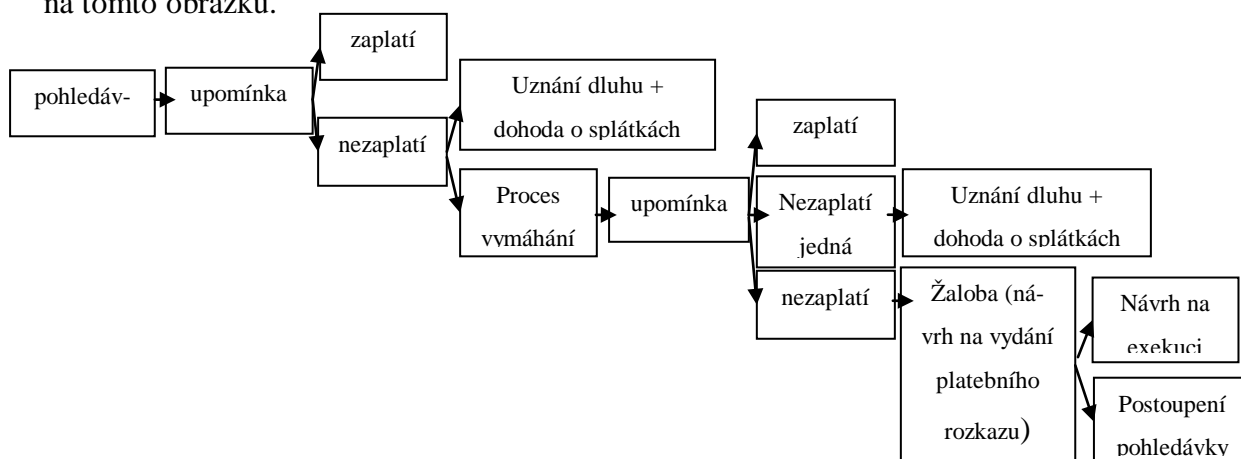 na tomto obrázku.
zaplatí
pohledáv-
upomínka
nezaplatí
Uznání dluhu +
dohoda o splátkách
Proces
vymáhání
upomínka
zaplatí
Nezaplatí
jedná
Uznání dluhu +
dohoda o splátkách
nezaplatí
Žaloba (ná-
vrh na vydání
platebního
rozkazu)
Návrh na
exekuci
Postoupení
pohledávky